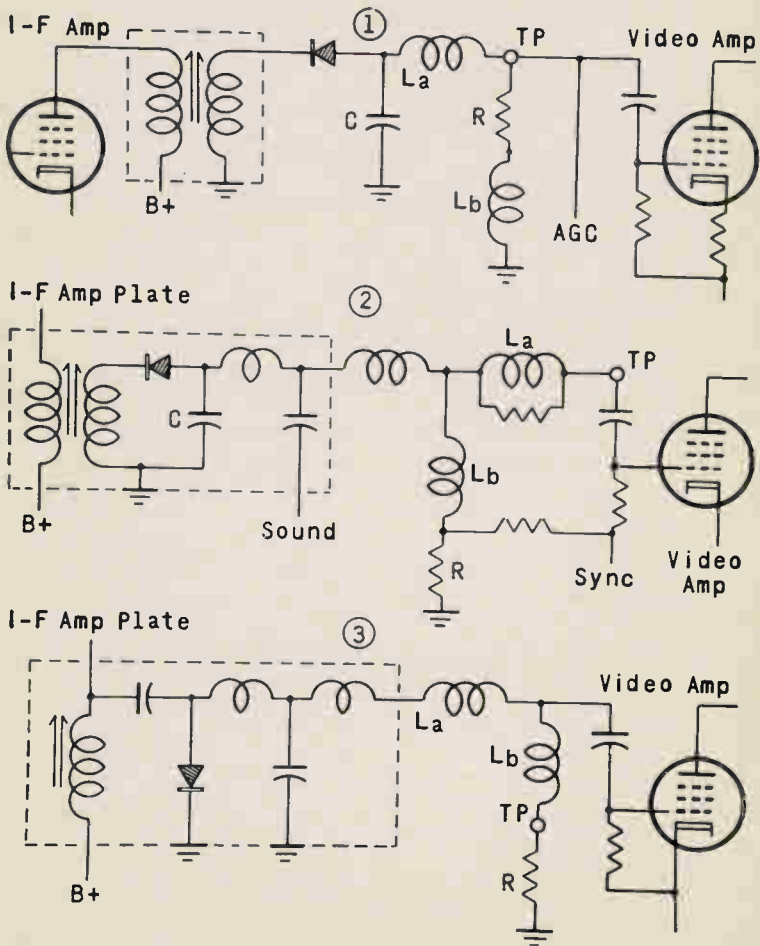 ①
I-F Amp
Video Amp
La
TP
C
R
Lb
B+
AGC
②
I-F Amp Plate
La
TP
C
Lb
B+
Sound
R
Sync
Video
Amp
③
I-F Amp Plate
Video Amp
La
Lb
TP
R
B+